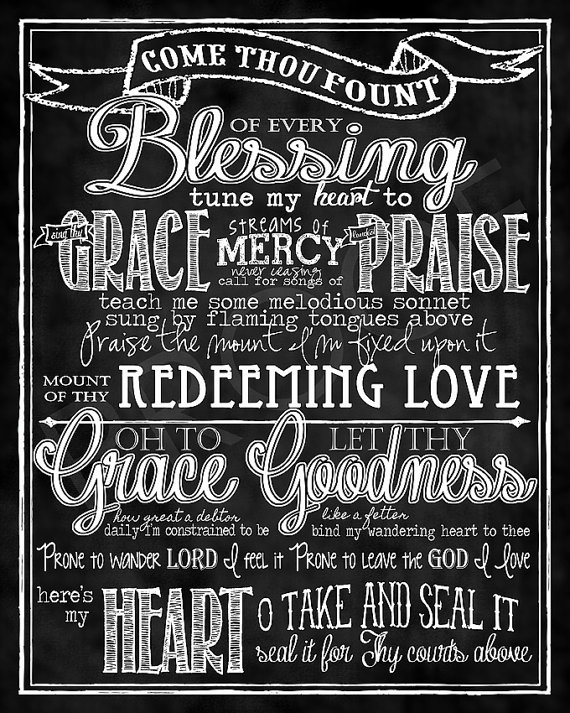 COME THOU FOUNT
OF EVERY
Blessing
tune my heart to
sing thy GRACE
streams of
MERCY
never ceasing
call for songs of
loudest PRAISE
teach me some melodious sonnet
sung by flaming tongues above
Praise the mount I'm fixed upon it
MOUNT OF THY REDEEMING LOVE
OH TO
Grace
how great a debtor
daily I'm constrained to be
LET THY
Goodness
like a fetter
bind my wandering heart to thee
PRONE TO WANDER LORD I FEEL IT PRONE TO LEAVE THE GOD I LOVE
here's my HEART
O TAKE AND SEAL IT
seal it for Thy courts above